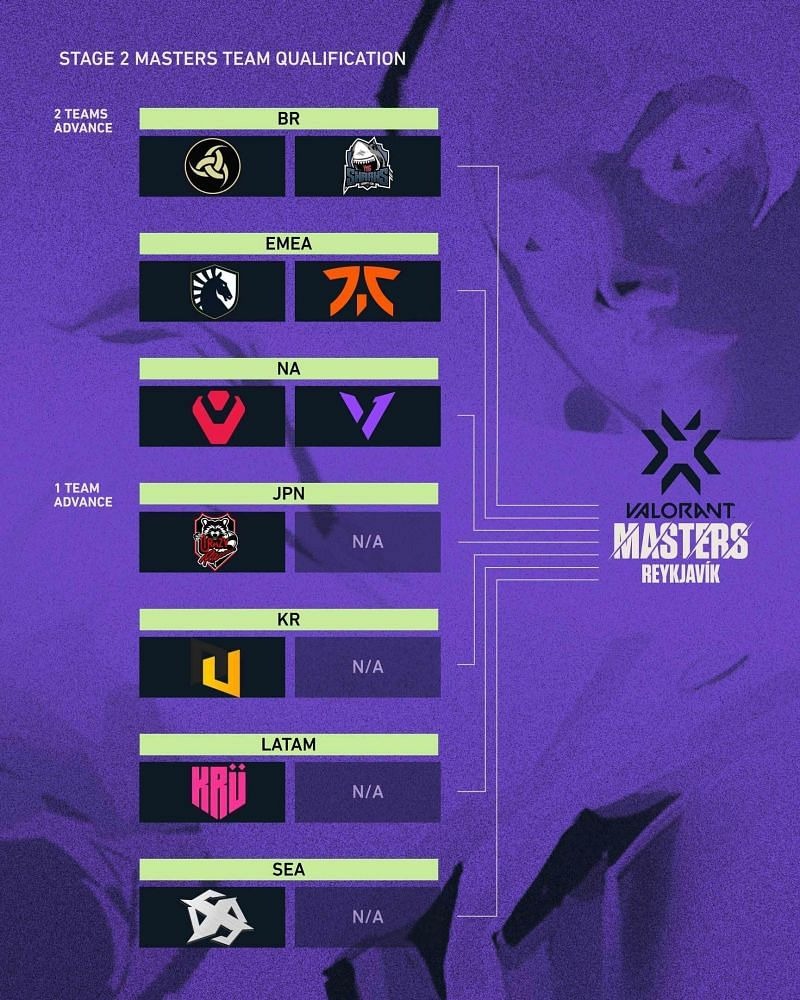 STAGE 2 MASTERS TEAM QUALIFICATION
2 TEAMS
ADVANCE
BR
SHARKS
EMEA
NA
1 TEAM
ADVANCE
JPN
N/A
KR
N/A
LATAM
KRÜ
N/A
SEA
N/A
VALORANT
MASTERS
REYKJAVÍK